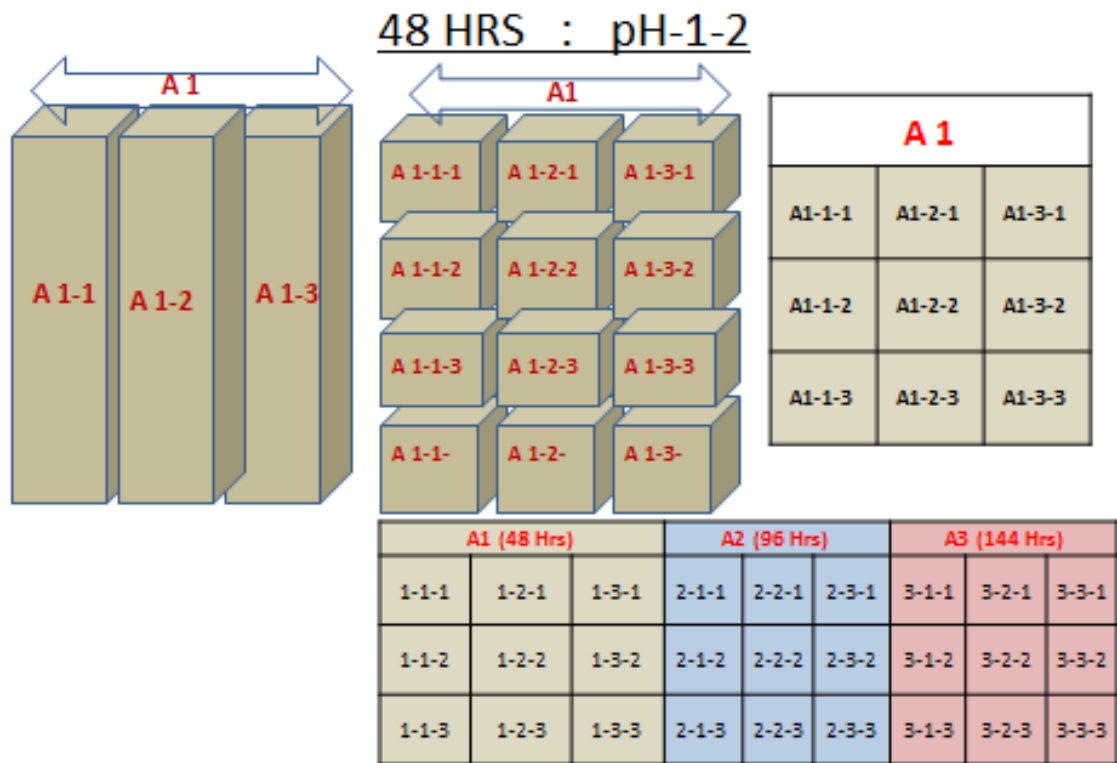 48 HRS : pH-1-2
A 1
A 1-1
A 1-2
A 1-3
A1
A 1-1-1 A 1-2-1 A 1-3-1
A 1-1-2 A 1-2-2 A 1-3-2
A 1-1-3 A 1-2-3 A 1-3-3
A 1-1- A 1-2- A 1-3-
A 1
A1-1-1 A1-2-1 A1-3-1
A1-1-2 A1-2-2 A1-3-2
A1-1-3 A1-2-3 A1-3-3
A1 (48 Hrs) A2 (96 Hrs) A3 (144 Hrs)
1-1-1 1-2-1 1-3-1 2-1-1 2-2-1 2-3-1 3-1-1 3-2-1 3-3-1
1-1-2 1-2-2 1-3-2 2-1-2 2-2-2 2-3-2 3-1-2 3-2-2 3-3-2
1-1-3 1-2-3 1-3-3 2-1-3 2-2-3 2-3-3 3-1-3 3-2-3 3-3-3